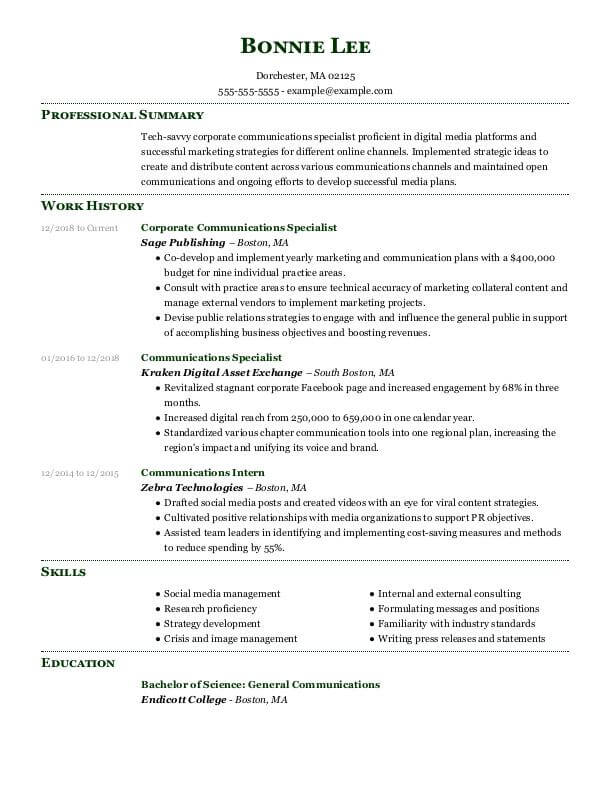 Bonnie Lee
Dorchester, MA 02125
555-555-5555 - example@example.com
Professional Summary
Tech-savvy corporate communications specialist proficient in digital media platforms and
successful marketing strategies for different online channels. Implemented strategic ideas to
create and distribute content across various communications channels and maintained open
communications and ongoing efforts to develop successful media plans.
Work History
12/2018 to Current Corporate Communications Specialist
Sage Publishing – Boston, MA
● Co-develop and implement yearly marketing and communication plans with a $400,000
budget for nine individual practice areas.
● Consult with practice areas to ensure technical accuracy of marketing collateral content and
manage external vendors to implement marketing projects.
● Devise public relations strategies to engage with and influence the general public in support
of accomplishing business objectives and boosting revenues.
01/2016 to 12/2018 Communications Specialist
Kraken Digital Asset Exchange – South Boston, MA
● Revitalized stagnant corporate Facebook page and increased engagement by 68% in three
months.
● Increased digital reach from 250,000 to 659,000 in one calendar year.
● Standardized various chapter communication tools into one regional plan, increasing the
region's impact and unifying its voice and brand.
12/2014 to 12/2015 Communications Intern
Zebra Technologies – Boston, MA
● Drafted social media posts and created videos with an eye for viral content strategies.
● Cultivated positive relationships with media organizations to support PR objectives.
● Assisted team leaders in identifying and implementing cost-saving measures and methods
to reduce spending by 55%.
Skills
● Social media management
● Research proficiency
● Strategy development
● Crisis and image management
● Internal and external consulting
● Formulating messages and positions
● Familiarity with industry standards
● Writing press releases and statements
Education
Bachelor of Science: General Communications
Endicott College - Boston, MA